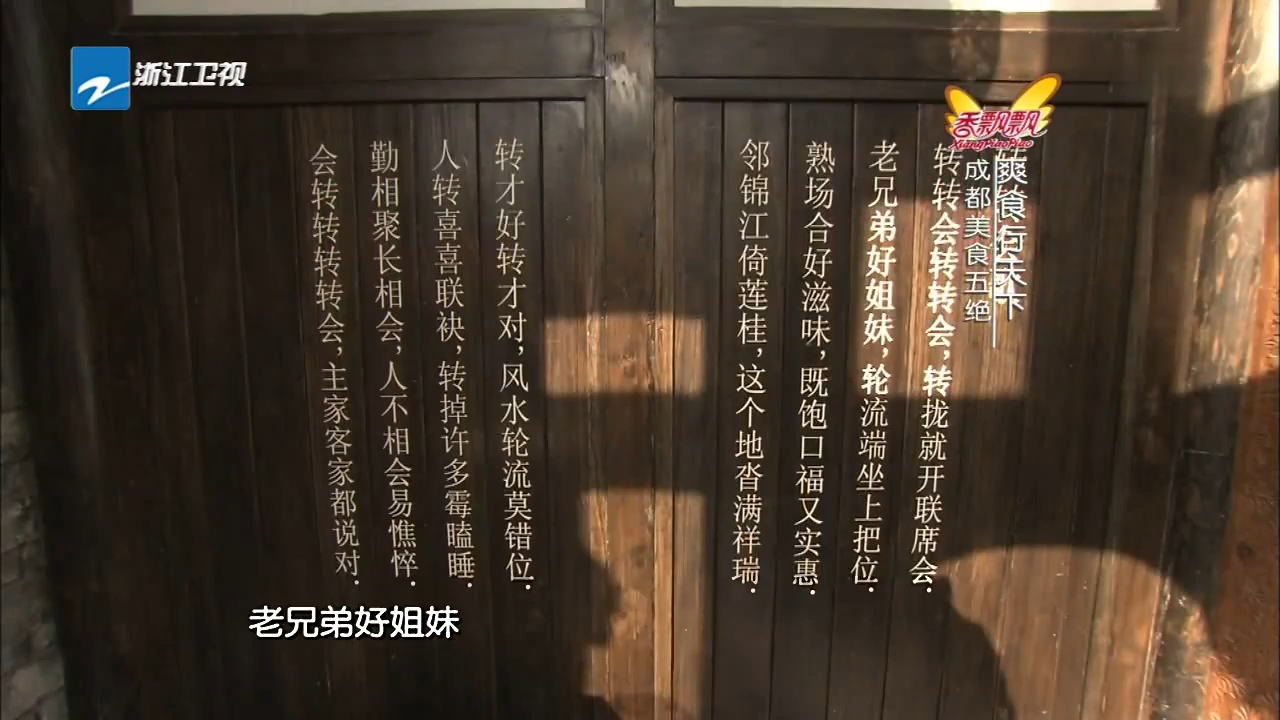 浙江卫视
香飘飘
XiangPiaoPiao
爽食行天下
成都美食五绝
转转会转转会，转拢就开联席会.
老兄弟好姐妹，轮流端坐上把位.
熟场合好滋味，既饱口福又实惠.
邻锦江倚莲桂，这个地沓满祥瑞.
转才好转才对，风水轮流莫错位.
人转喜喜联袂，转掉许多霉瞌睡.
勤相聚长相会，人不相会易憔悴.
会转转转转会，主家客家都说对.
老兄弟好姐妹